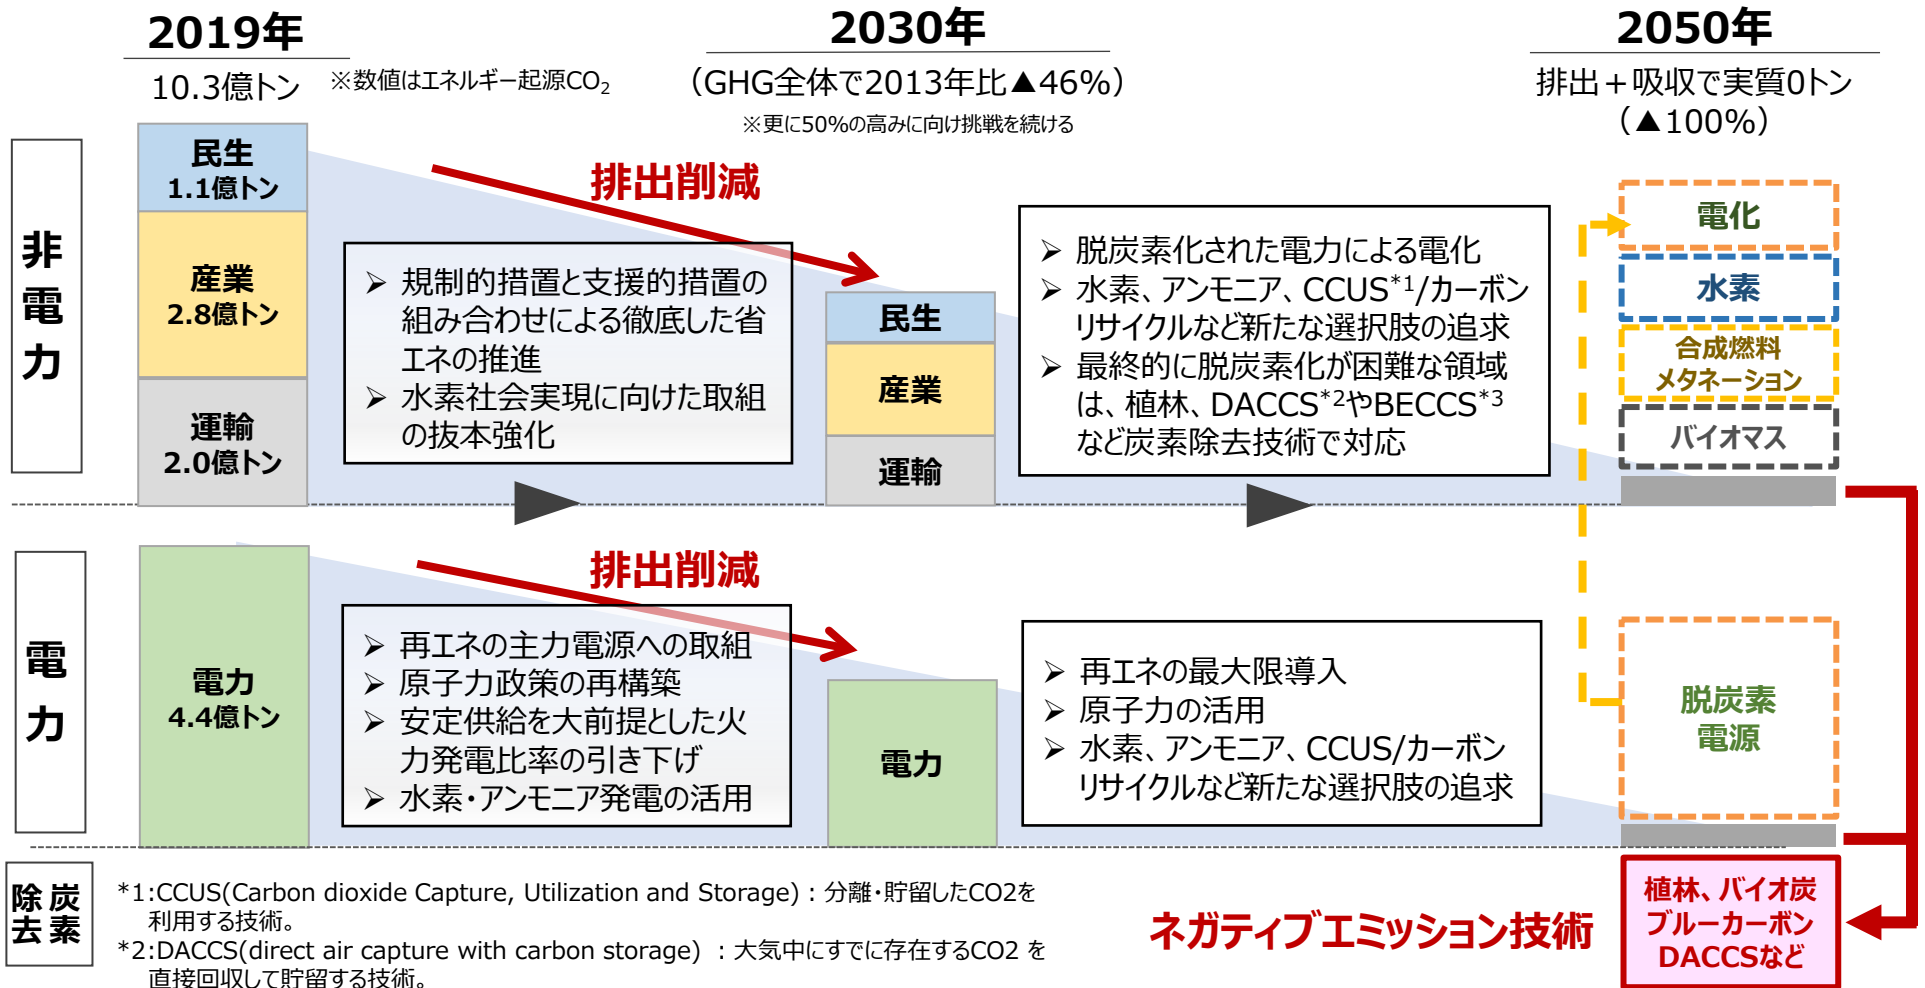 2019年
10.3億トン
※数値はエネルギー起源CO₂
2030年
（GHG全体で2013年比▲46%）
※更に50%の高みに向け挑戦を続ける
2050年
排出＋吸収で実質0トン
（▲100%）
非電力
民生
1.1億トン
産業
2.8億トン
運輸
2.0億トン
排出削減
➢ 規制的措置と支援的措置の
組み合わせによる徹底した省
エネの推進
➢ 水素社会実現に向けた取組
の抜本強化
民生
産業
運輸
➢ 脱炭素化された電力による電化
➢ 水素、アンモニア、CCUS*1/カーボン
リサイクルなど新たな選択肢の追求
➢ 最終的に脱炭素化が困難な領域
は、植林、DACCS*2やBECCS*3
など炭素除去技術で対応
電化
水素
合成燃料
メタネーション
バイオマス
電力
電力
4.4億トン
排出削減
➢ 再エネの主力電源への取組
➢ 原子力政策の再構築
➢ 安定供給を大前提とした火
力発電比率の引き下げ
➢ 水素・アンモニア発電の活用
電力
➢ 再エネの最大限導入
➢ 原子力の活用
➢ 水素、アンモニア、CCUS/カーボン
リサイクルなど新たな選択肢の追求
脱炭素
電源
炭素除去
*1:CCUS(Carbon dioxide Capture, Utilization and Storage)：分離・貯留したCO2を
利用する技術。
*2:DACCS(direct air capture with carbon storage) ：大気中にすでに存在するCO2 を
直接回収して貯留する技術。
ネガティブエミッション技術
植林、バイオ炭
ブルーカーボン
DACCSなど